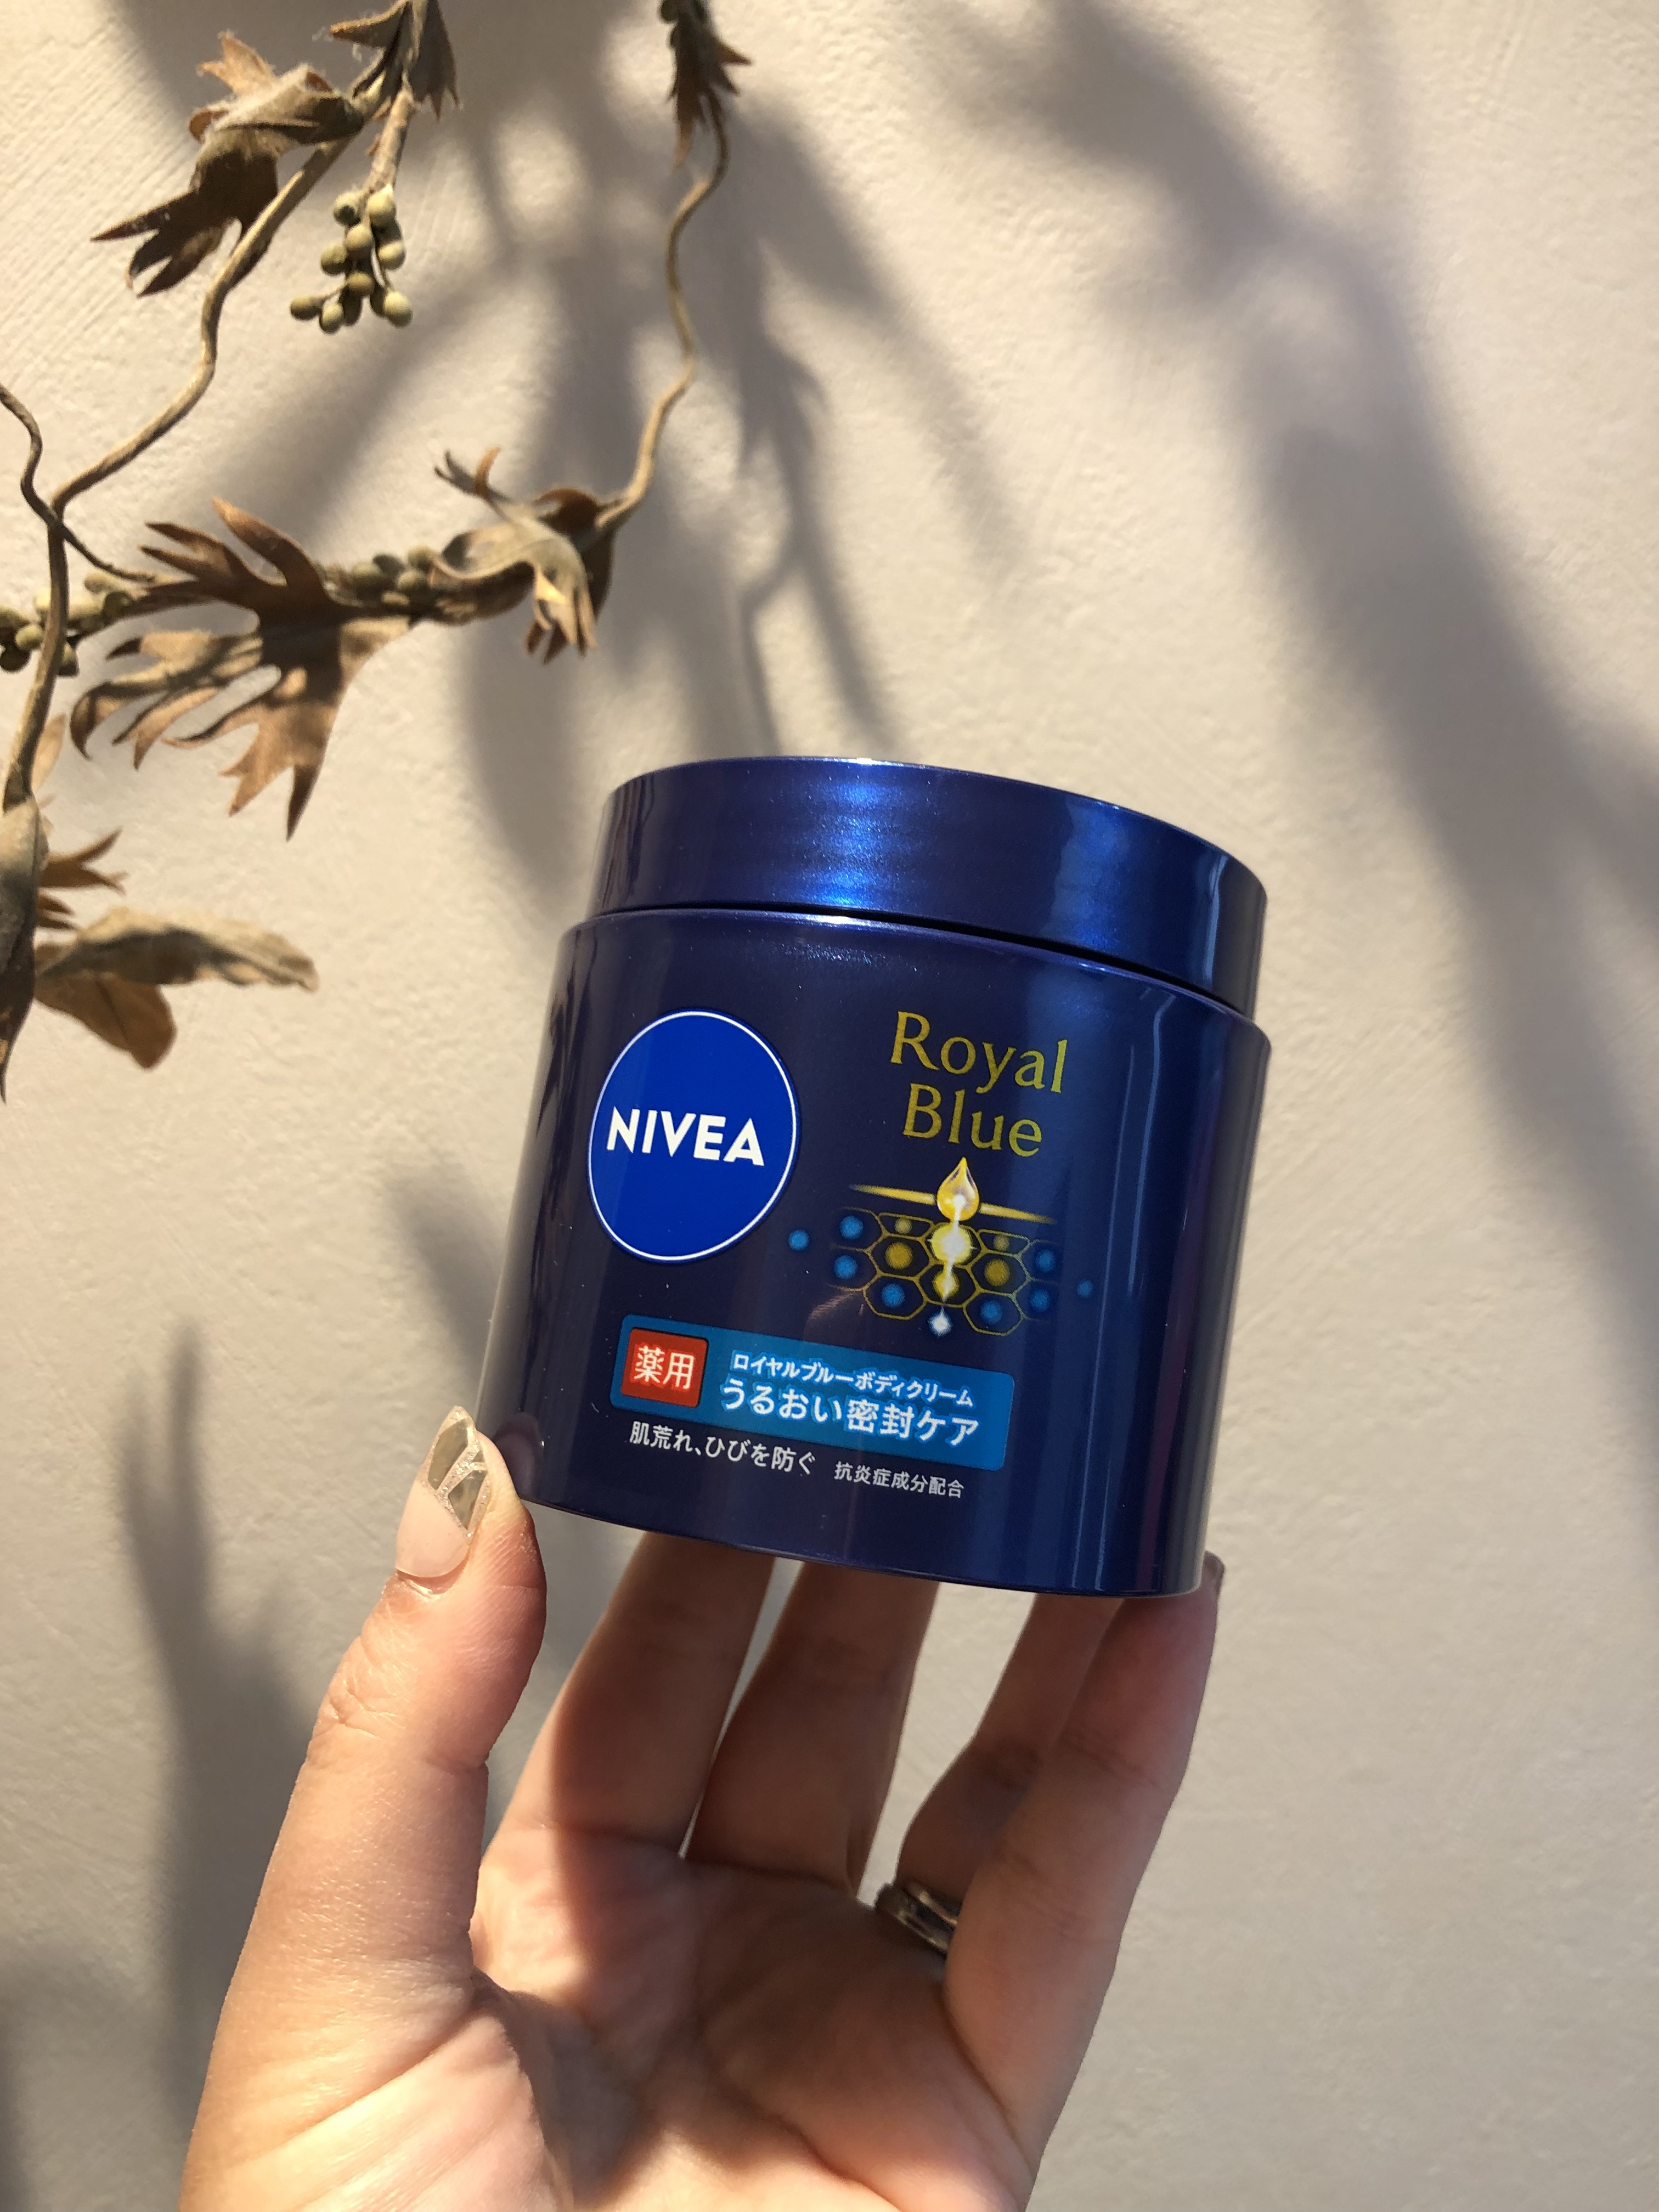 NIVEA
Royal
Blue
薬用
ロイヤルブルーボディクリーム
うるおい密封ケア
肌荒れ、ひびを防ぐ 抗炎症成分配合